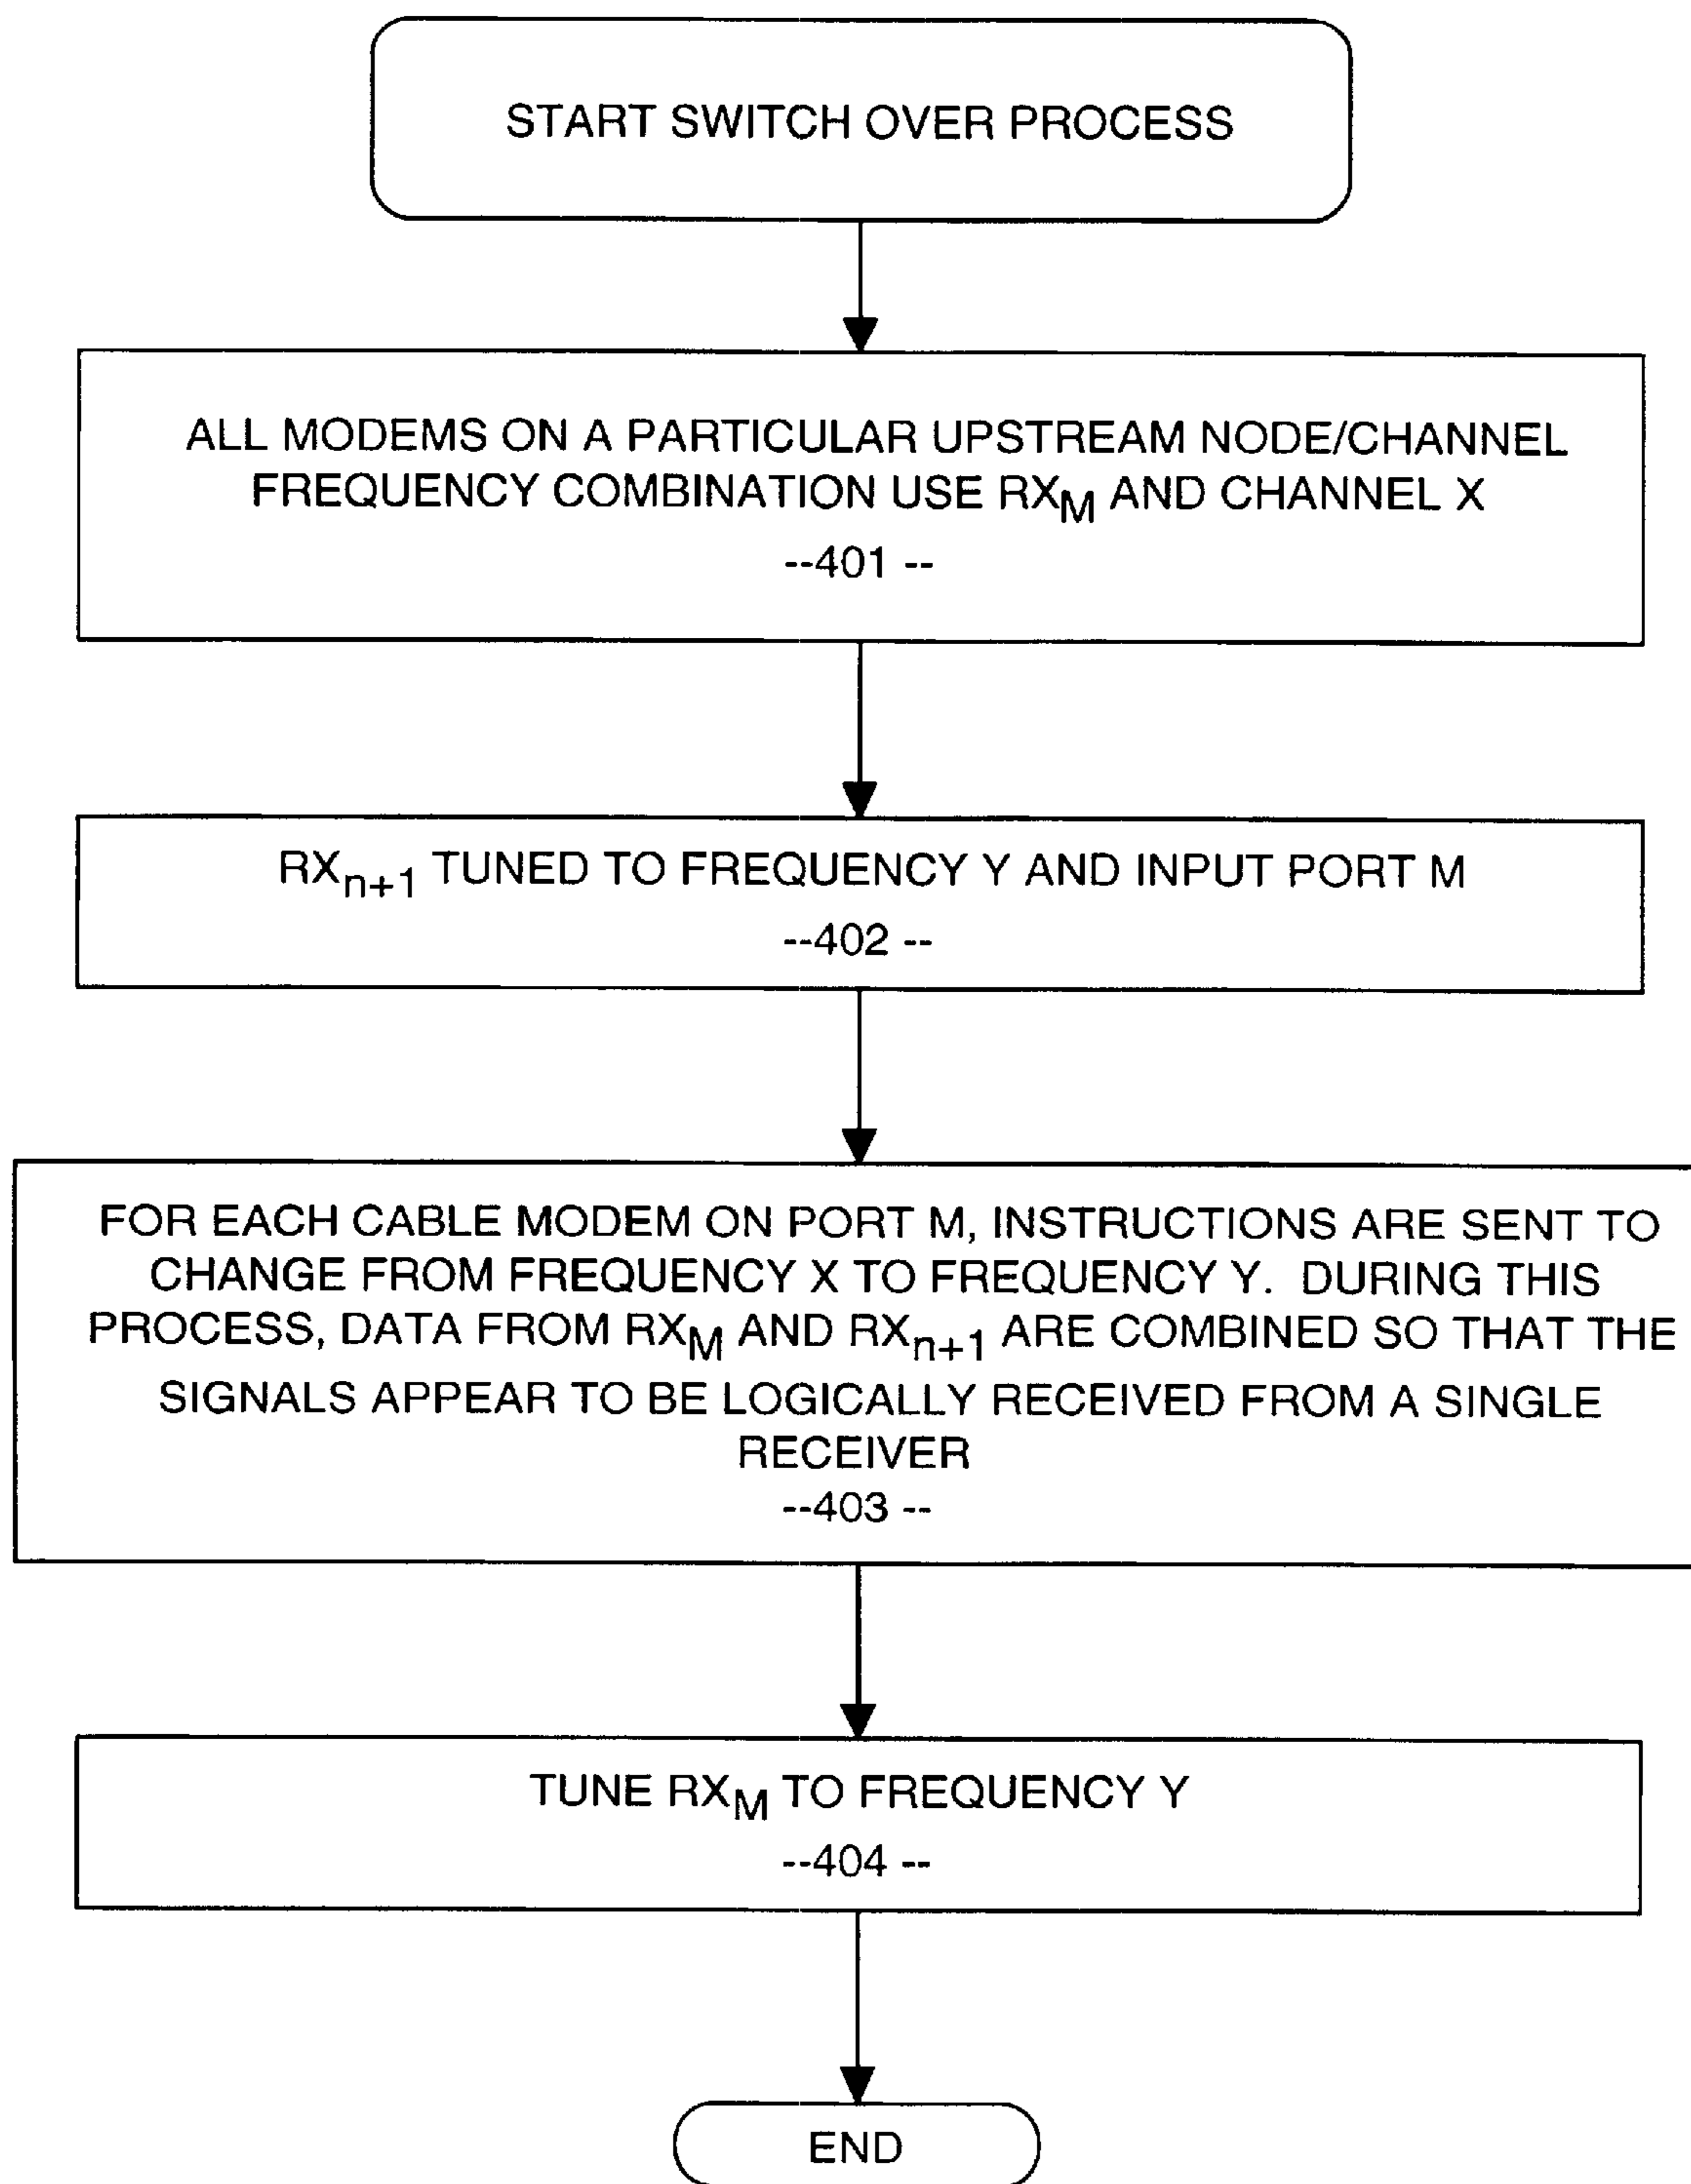 START SWITCH OVER PROCESS
ALL MODEMS ON A PARTICULAR UPSTREAM NODE/CHANNEL
FREQUENCY COMBINATION USE RXM AND CHANNEL X
--401 --
RXn+1 TUNED TO FREQUENCY Y AND INPUT PORT M
--402 --
FOR EACH CABLE MODEM ON PORT M, INSTRUCTIONS ARE SENT TO
CHANGE FROM FREQUENCY X TO FREQUENCY Y. DURING THIS
PROCESS, DATA FROM RXM AND RXn+1 ARE COMBINED SO THAT THE
SIGNALS APPEAR TO BE LOGICALLY RECEIVED FROM A SINGLE
RECEIVER
--403 --
TUNE RXM TO FREQUENCY Y
--404 --
END